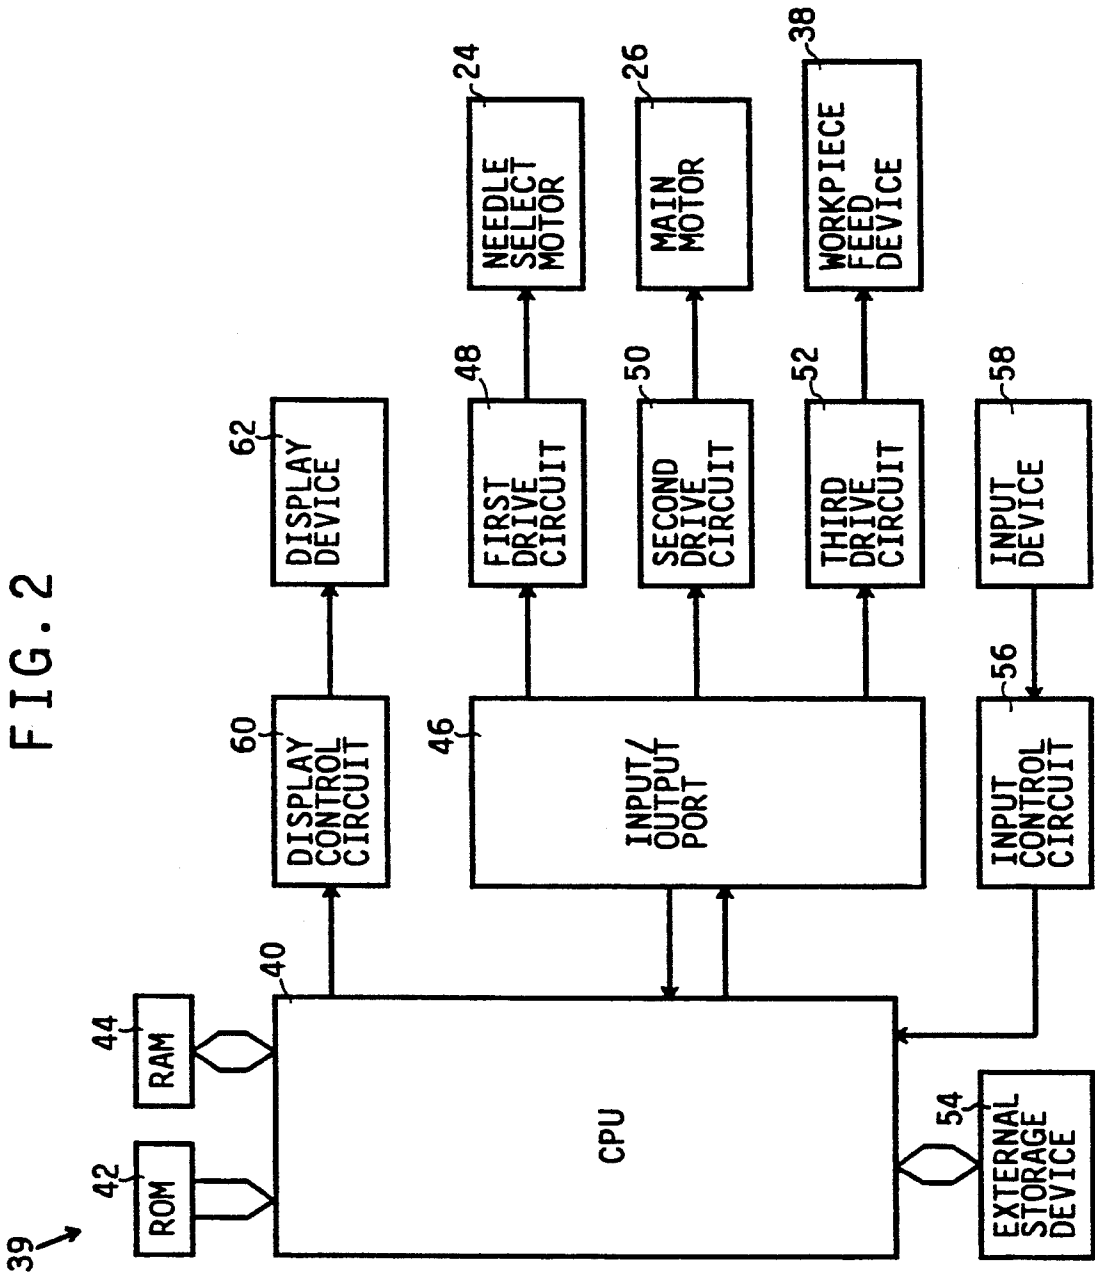 FIG. 2
39
42
ROM
44
RAM
40
CPU
54
EXTERNAL
STORAGE
DEVICE
60
DISPLAY
CONTROL
CIRCUIT
62
DISPLAY
DEVICE
46
INPUT/
OUTPUT
PORT
48
FIRST
DRIVE
CIRCUIT
24
NEEDLE
SELECT
MOTOR
50
SECOND
DRIVE
CIRCUIT
26
MAIN
MOTOR
52
THIRD
DRIVE
CIRCUIT
38
WORKPIECE
FEED
DEVICE
56
INPUT
CONTROL
CIRCUIT
58
INPUT
DEVICE